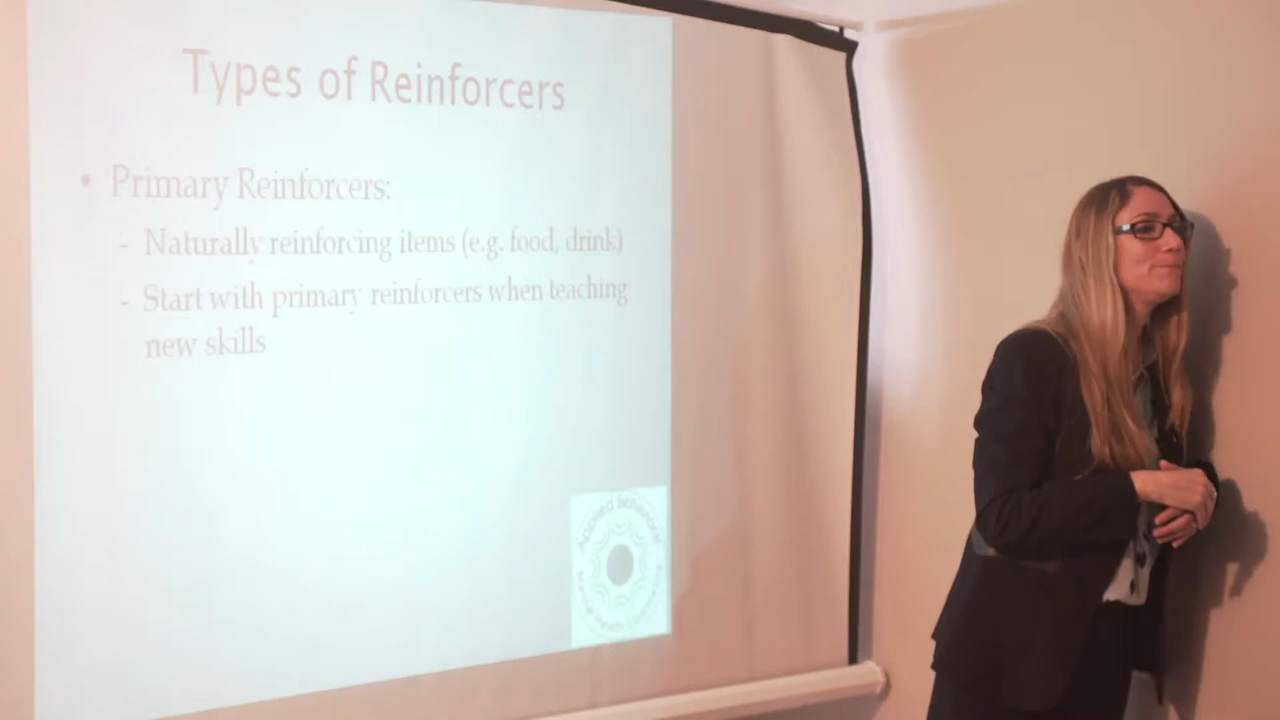 Types of Reinforcers
• Primary Reinforcers:
- Naturally reinforcing items (e.g. food, drink)
- Start with primary reinforcers when teaching
new skills
Applied Behavioral